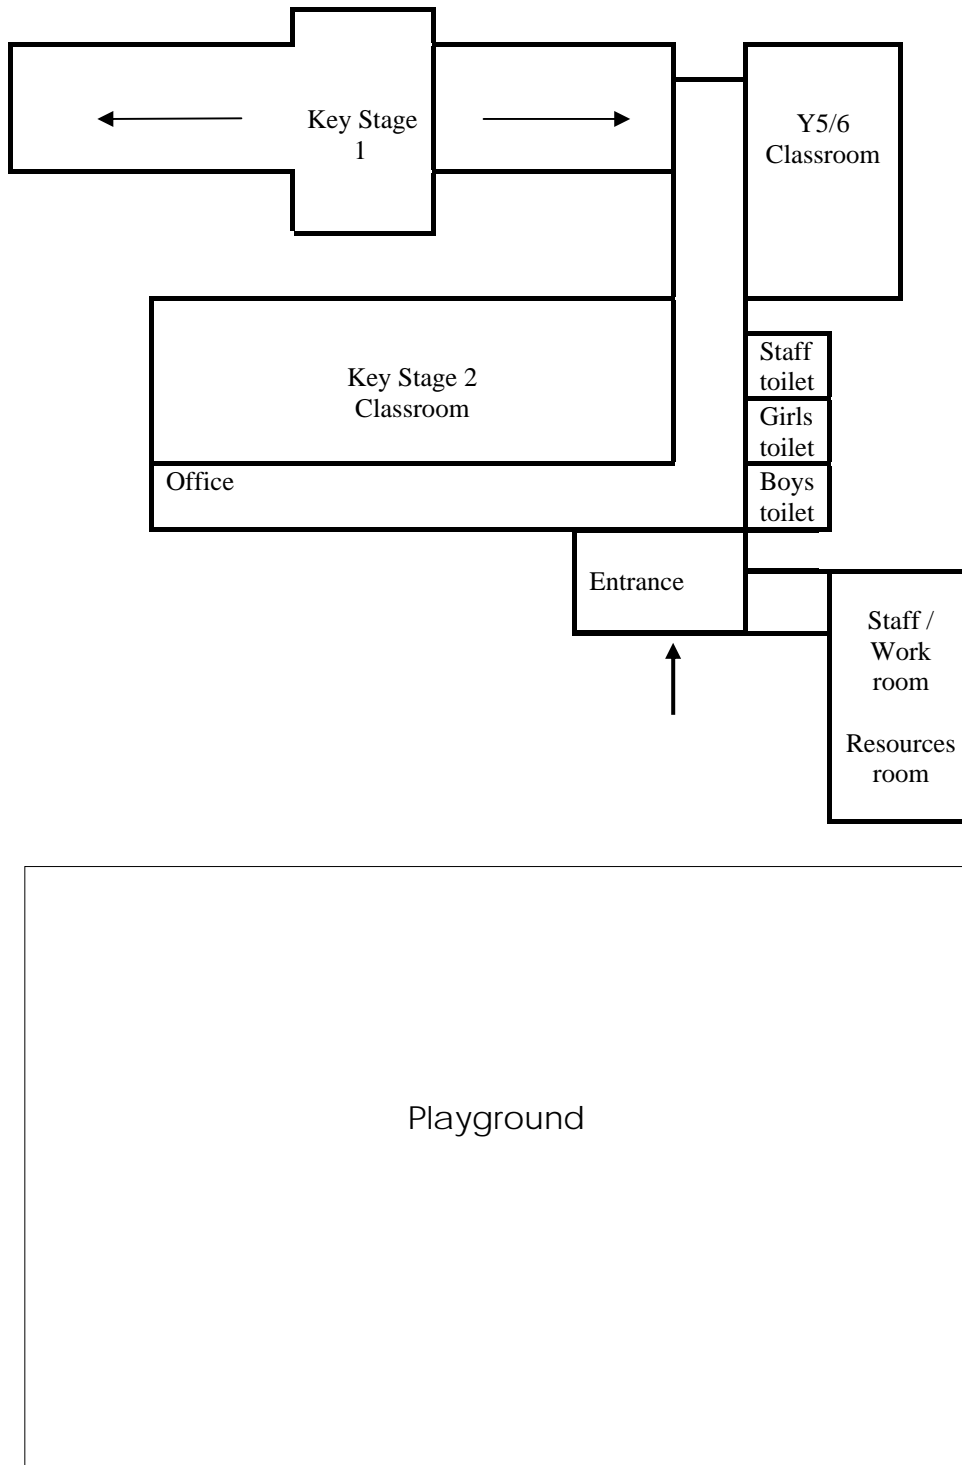 Key Stage
1
Y5/6
Classroom
Key Stage 2
Classroom
Staff
toilet
Girls
toilet
Office
Boys
toilet
Entrance
Staff /
Work
room
Resources
room
Playground